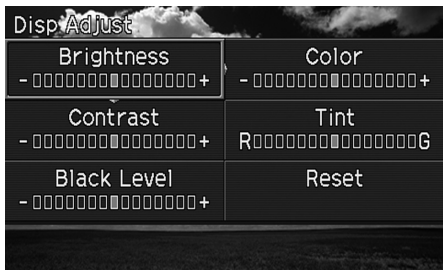 Disp Adjust
Brightness
- +
Color
- +
Contrast
- +
Tint
R G
Black Level
- +
Reset